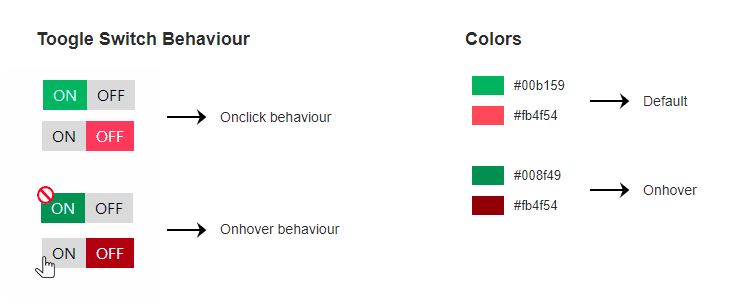 Toogle Switch Behaviour
ON OFF
ON OFF
Onclick behaviour
ON OFF
ON OFF
Onhover behaviour
Colors
#00b159
#fb4f54
Default
#008f49
#fb4f54
Onhover